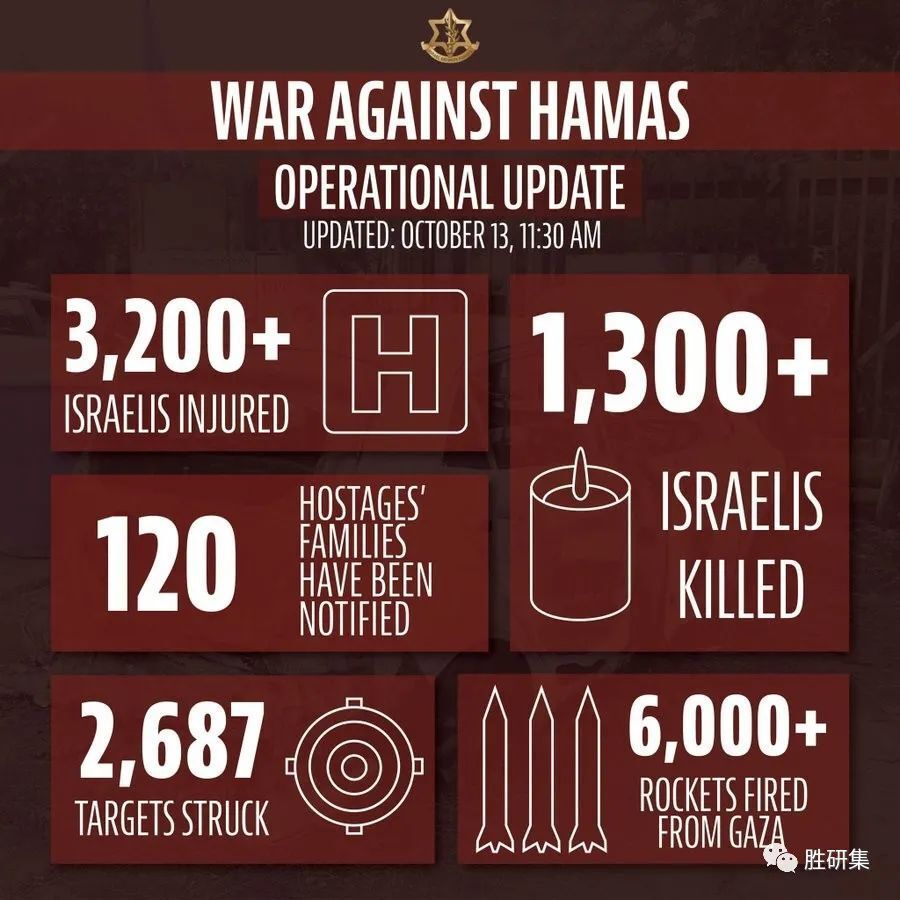 WAR AGAINST HAMAS
OPERATIONAL UPDATE
UPDATED: OCTOBER 13, 11:30 AM
3,200+
ISRAELIS INJURED
H
1,300+
ISRAELIS
KILLED
120
HOSTAGES'
FAMILIES
HAVE BEEN
NOTIFIED
2,687
TARGETS STRUCK
6,000+
ROCKETS FIRED
FROM GAZA
胜研集